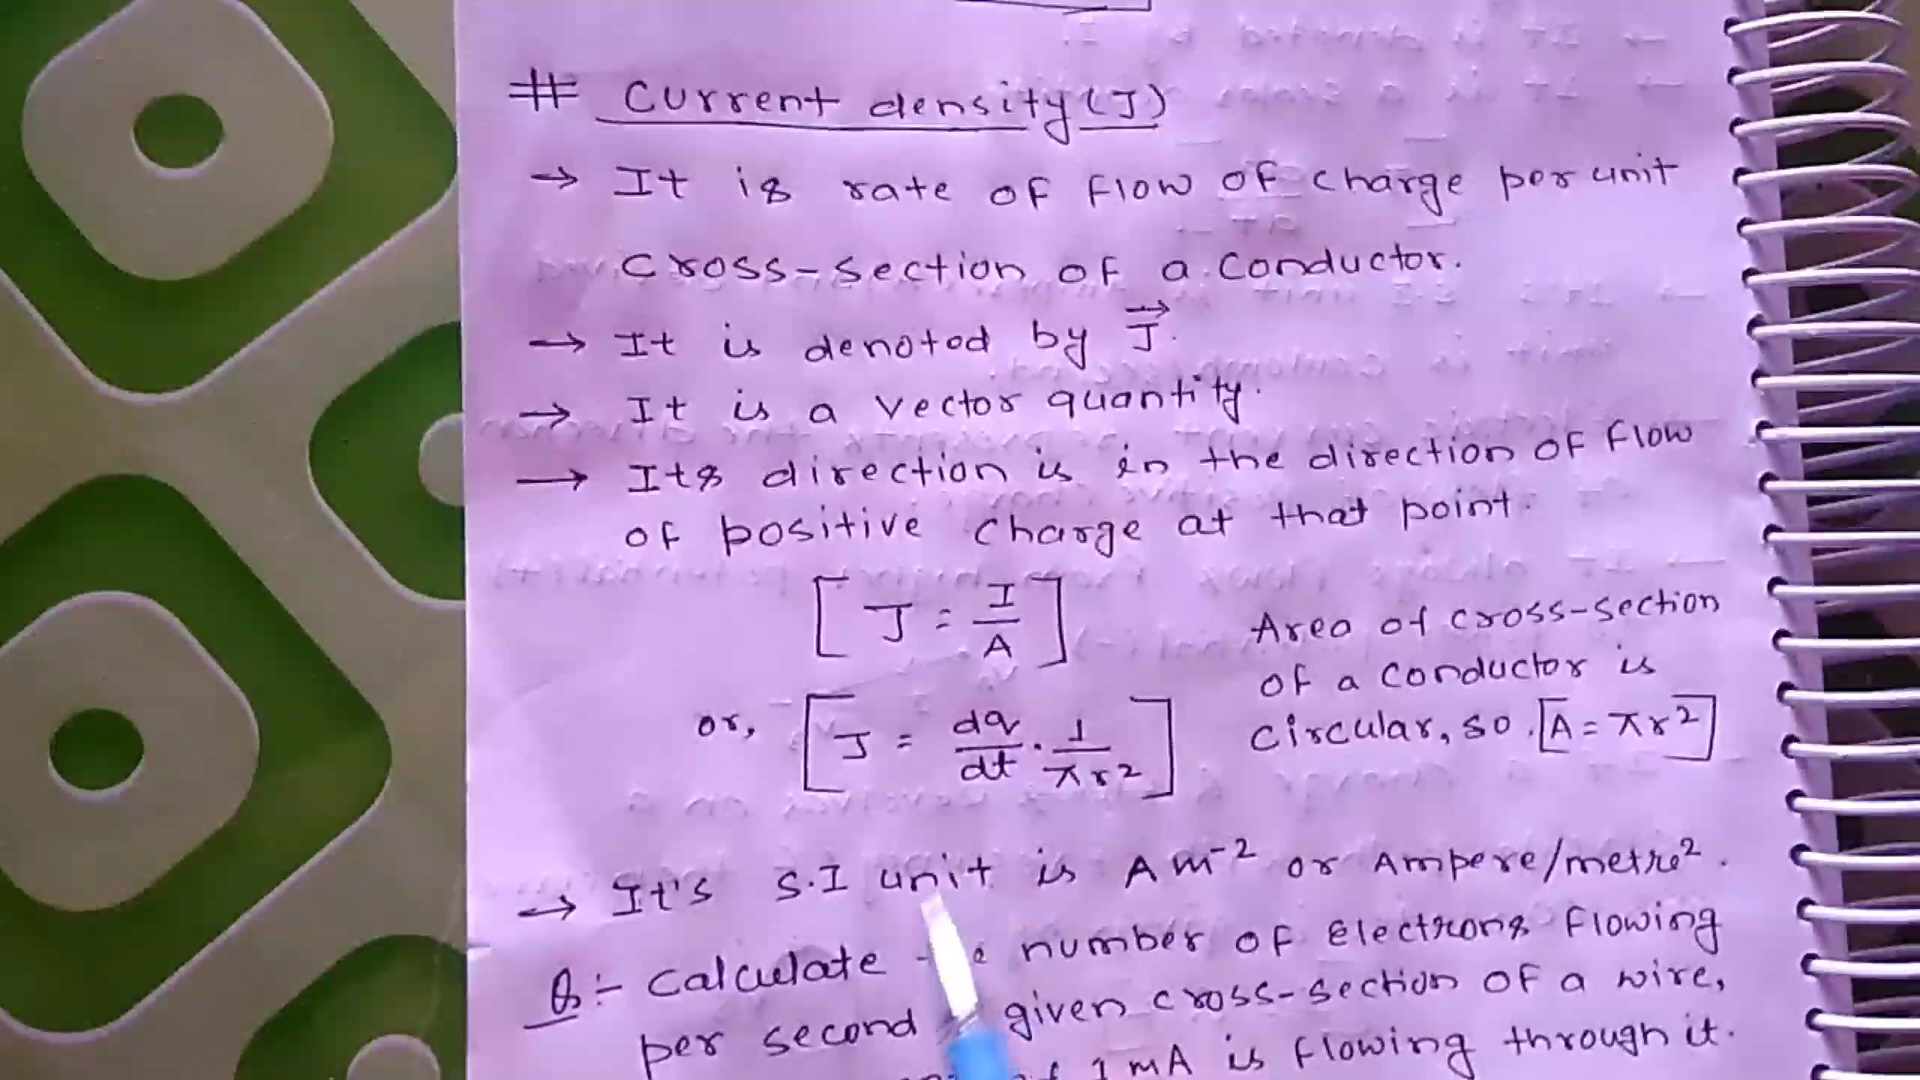 # Current density (J)
→ It is rate of flow of charge per unit
cross-section of a conductor.
→ It is denoted by J⃗.
→ It is a vector quantity.
→ Its direction is in the direction of flow
of positive charge at that point.
[J = I/A]
Area of cross-section
of a conductor is
circular, so [A = πr²]
or, [J = dq/dt · 1/πr²]
→ It's S.I unit is Am⁻² or Ampere/metre².
Q:- Calculate number of Electrons flowing
per second given cross-section of a wire,
1 mA is flowing through it.